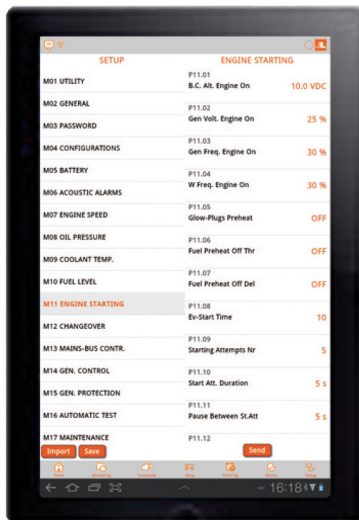 SETUP
ENGINE STARTING
M01 UTILITY
M02 GENERAL
M03 PASSWORD
M04 CONFIGURATIONS
M05 BATTERY
M06 ACOUSTIC ALARMS
M07 ENGINE SPEED
M08 OIL PRESSURE
M09 COOLANT TEMP.
M10 FUEL LEVEL
M11 ENGINE STARTING
M12 CHANGEOVER
M13 MAINS-BUS CONTR.
M14 GEN. CONTROL
M15 GEN. PROTECTION
M16 AUTOMATIC TEST
M17 MAINTENANCE
P11.01
B.C. Alt. Engine On 10.0 VDC
P11.02
Gen Volt. Engine On 25 %
P11.03
Gen Freq. Engine On 30 %
P11.04
W Freq. Engine On 30 %
P11.05
Glow-Plugs Preheat OFF
P11.06
Fuel Preheat Off Thr OFF
P11.07
Fuel Preheat Off Del OFF
P11.08
Ev-Start Time 10
P11.09
Starting Attempts Nr 5
P11.10
Start Att. Duration 5 s
P11.11
Pause Between St.Att 5 s
P11.12
Import Save Send
16:18